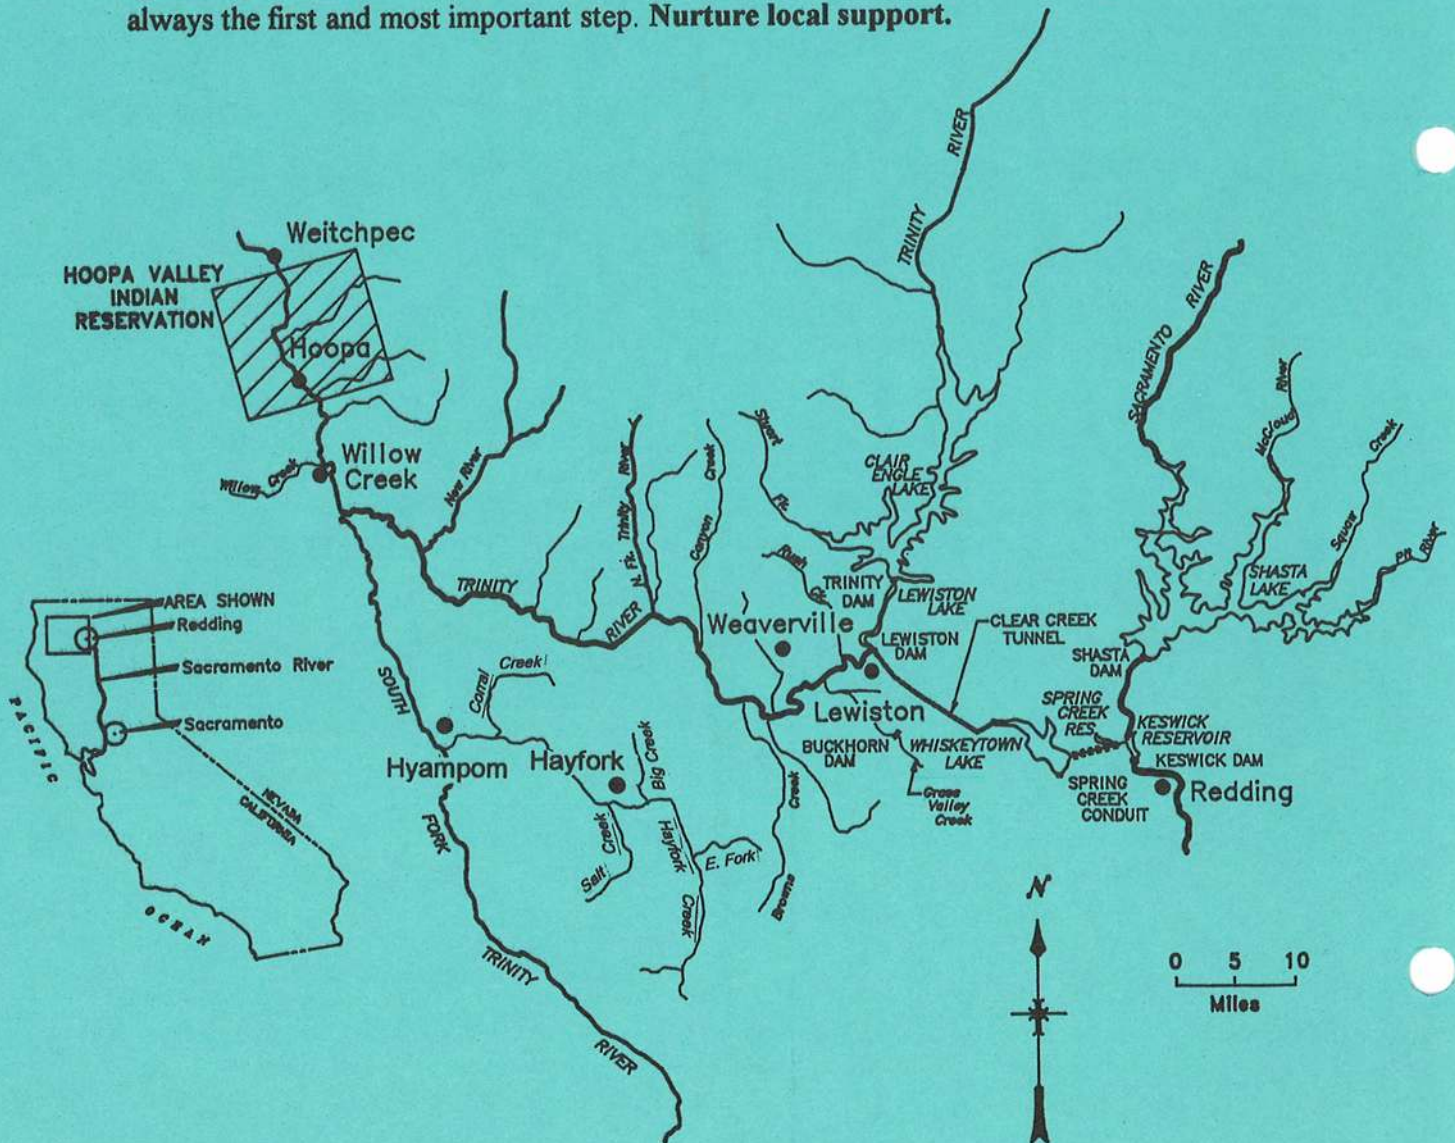 always the first and most important step. Nurture local support.
TRINITY
RIVER
Weitchpec
HOOPA VALLEY
INDIAN
RESERVATION
Hoopa
TRINITY
RIVER
SACRAMENTO
RIVER
McCloud
River
Squaw
Creek
Pit
River
Willow
Creek
Willow
Creek
New River
N. Fk. Trinity
River
Canyon
Creek
Stuart
Fk.
CLAIR
ENGLE
LAKE
Rush
Cr.
TRINITY
DAM
LEWISTON
LAKE
SHASTA
LAKE
TRINITY
RIVER
Weaverville
LEWISTON
DAM
CLEAR CREEK
TUNNEL
SHASTA
DAM
AREA SHOWN
Redding
Sacramento River
Sacramento
PACIFIC
OCEAN
NEVADA
CALIFORNIA
SOUTH
FORK
TRINITY
RIVER
Corral
Creek
Hyampom
Hayfork
Big Creek
Salt
Creek
Hayfork
Creek
E. Fork
Browns
Creek
Lewiston
BUCKHORN
DAM
Grass
Valley
Creek
WHISKEYTOWN
LAKE
SPRING
CREEK
RES.
KESWICK
RESERVOIR
KESWICK DAM
SPRING
CREEK
CONDUIT
Redding
N
0 5 10
Miles